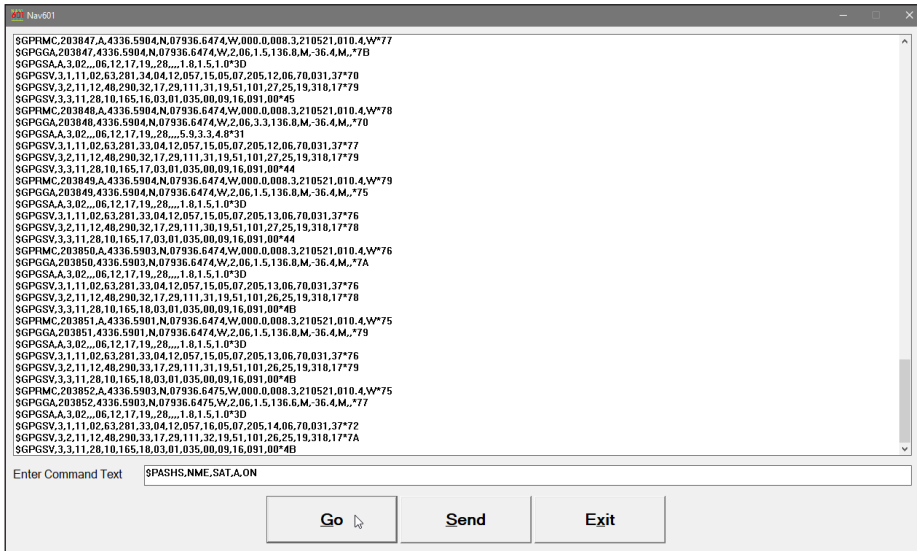 Nav601
$GPRMC,203847,A,4336.5904,N,07936.6474,W,000.0,008.3,210521,010.4,W*77
$GPGGA,203847,4336.5904,N,07936.6474,W,2,06,1.5,136.8,M,-36.4,M,,*7B
$GPGSA,A,3,02,,,06,12,17,19,,28,,,,1.8,1.5,1.0*3D
$GPGSV,3,1,11,02,63,281,34,04,12,057,15,05,07,205,12,06,70,031,37*70
$GPGSV,3,2,11,12,48,290,32,17,29,111,31,19,51,101,27,25,19,318,17*79
$GPGSV,3,3,11,28,10,165,16,03,01,035,00,09,16,091,00*45
$GPRMC,203848,A,4336.5904,N,07936.6474,W,000.0,008.3,210521,010.4,W*78
$GPGGA,203848,4336.5904,N,07936.6474,W,2,06,3.3,136.8,M,-36.4,M,,*70
$GPGSA,A,3,02,,,06,12,17,19,,28,,,,5.9,3.3,4.8*31
$GPGSV,3,1,11,02,63,281,33,04,12,057,15,05,07,205,12,06,70,031,37*77
$GPGSV,3,2,11,12,48,290,32,17,29,111,31,19,51,101,27,25,19,318,17*79
$GPGSV,3,3,11,28,10,165,17,03,01,035,00,09,16,091,00*44
$GPRMC,203849,A,4336.5904,N,07936.6474,W,000.0,008.3,210521,010.4,W*79
$GPGGA,203849,4336.5904,N,07936.6474,W,2,06,1.5,136.8,M,-36.4,M,,*75
$GPGSA,A,3,02,,,06,12,17,19,,28,,,,1.8,1.5,1.0*3D
$GPGSV,3,1,11,02,63,281,33,04,12,057,15,05,07,205,13,06,70,031,37*76
$GPGSV,3,2,11,12,48,290,32,17,29,111,30,19,51,101,27,25,19,318,17*78
$GPGSV,3,3,11,28,10,165,17,03,01,035,00,09,16,091,00*44
$GPRMC,203850,A,4336.5903,N,07936.6474,W,000.0,008.3,210521,010.4,W*76
$GPGGA,203850,4336.5903,N,07936.6474,W,2,06,1.5,136.8,M,-36.4,M,,*7A
$GPGSA,A,3,02,,,06,12,17,19,,28,,,,1.8,1.5,1.0*3D
$GPGSV,3,1,11,02,63,281,33,04,12,057,15,05,07,205,13,06,70,031,37*76
$GPGSV,3,2,11,12,48,290,32,17,29,111,31,19,51,101,26,25,19,318,17*78
$GPGSV,3,3,11,28,10,165,18,03,01,035,00,09,16,091,00*4B
$GPRMC,203851,A,4336.5901,N,07936.6474,W,000.0,008.3,210521,010.4,W*75
$GPGGA,203851,4336.5901,N,07936.6474,W,2,06,1.5,136.8,M,-36.4,M,,*79
$GPGSA,A,3,02,,,06,12,17,19,,28,,,,1.8,1.5,1.0*3D
$GPGSV,3,1,11,02,63,281,33,04,12,057,15,05,07,205,13,06,70,031,37*76
$GPGSV,3,2,11,12,48,290,33,17,29,111,31,19,51,101,26,25,19,318,17*79
$GPGSV,3,3,11,28,10,165,18,03,01,035,00,09,16,091,00*4B
$GPRMC,203852,A,4336.5903,N,07936.6475,W,000.0,008.3,210521,010.4,W*75
$GPGGA,203852,4336.5903,N,07936.6475,W,2,06,1.5,136.6,M,-36.4,M,,*77
$GPGSA,A,3,02,,,06,12,17,19,,28,,,,1.8,1.5,1.0*3D
$GPGSV,3,1,11,02,63,281,33,04,12,057,16,05,07,205,14,06,70,031,37*72
$GPGSV,3,2,11,12,48,290,33,17,29,111,32,19,51,101,26,25,19,318,17*7A
$GPGSV,3,3,11,28,10,165,18,03,01,035,00,09,16,091,00*4B
Enter Command Text $PASHS,NME,SAT,A,ON
Go Send Exit